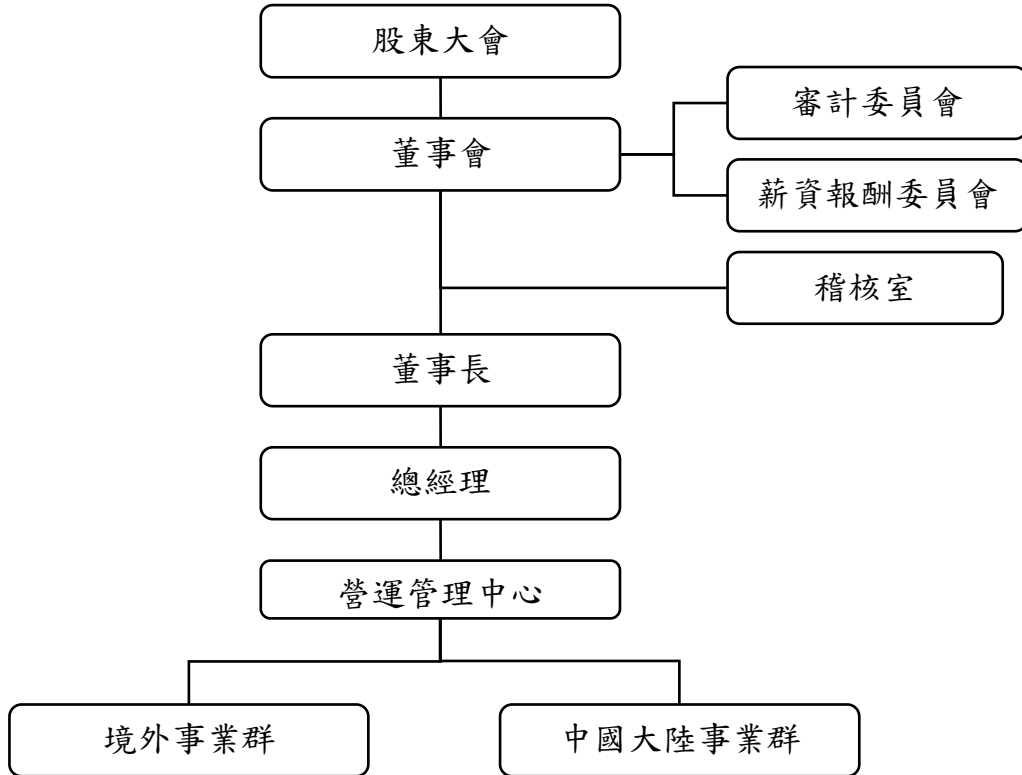 股東大會
審計委員會
董事會
薪資報酬委員會
稽核室
董事長
總經理
營運管理中心
境外事業群
中國大陸事業群